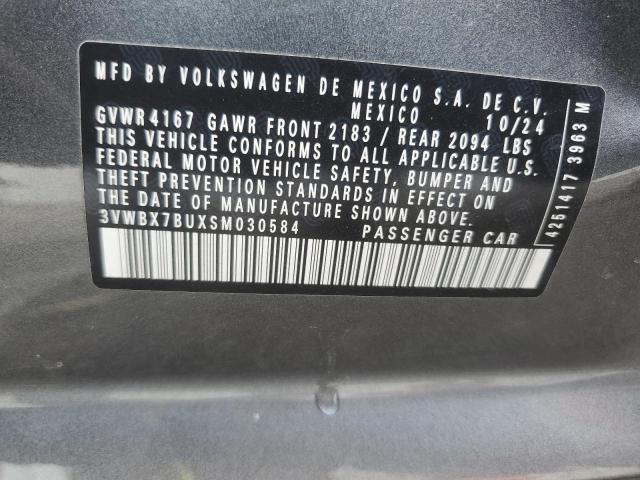 MFD BY VOLKSWAGEN DE MEXICO S.A. DE C.V.
MEXICO 10/24
GVWR 4167 GAWR FRONT 2183 / REAR 2094 LBS
THIS VEHICLE CONFORMS TO ALL APPLICABLE U.S.
FEDERAL MOTOR VEHICLE SAFETY, BUMPER AND
THEFT PREVENTION STANDARDS IN EFFECT ON
THE DATE OF MANUFACTURE SHOWN ABOVE.
3VWBX7BUXSM030584 PASSENGER CAR
4251417 3963 M